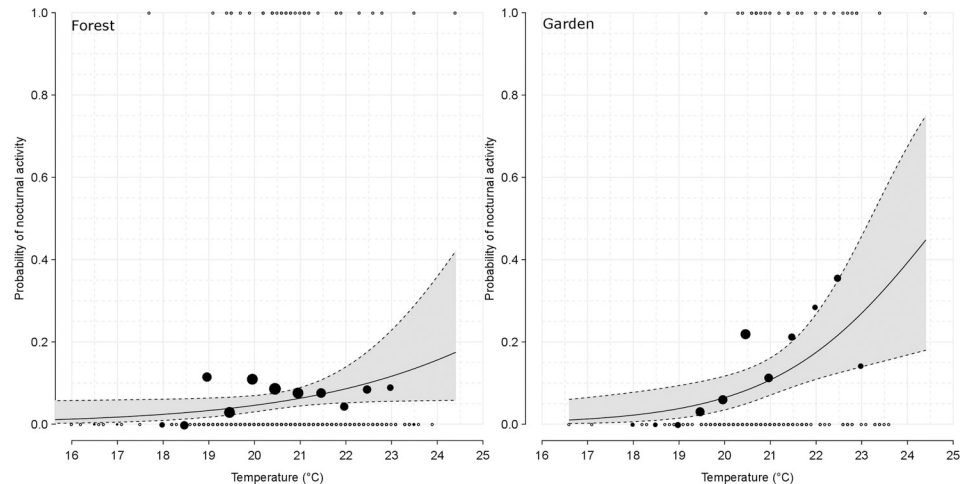 Forest
Probability of nocturnal activity
1.0
0.8
0.6
0.4
0.2
0.0
16 17 18 19 20 21 22 23 24 25
Temperature (°C)
Garden
Probability of nocturnal activity
1.0
0.8
0.6
0.4
0.2
0.0
16 17 18 19 20 21 22 23 24 25
Temperature (°C)